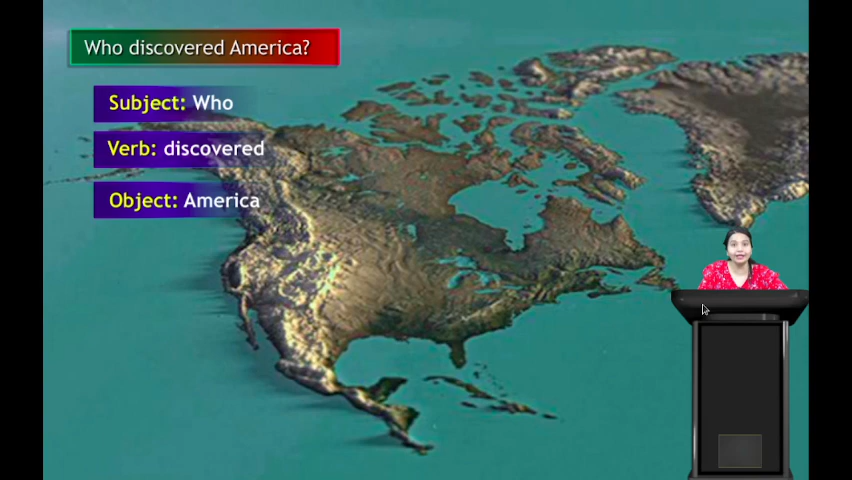 Who discovered America?
Subject: Who
Verb: discovered
Object: America